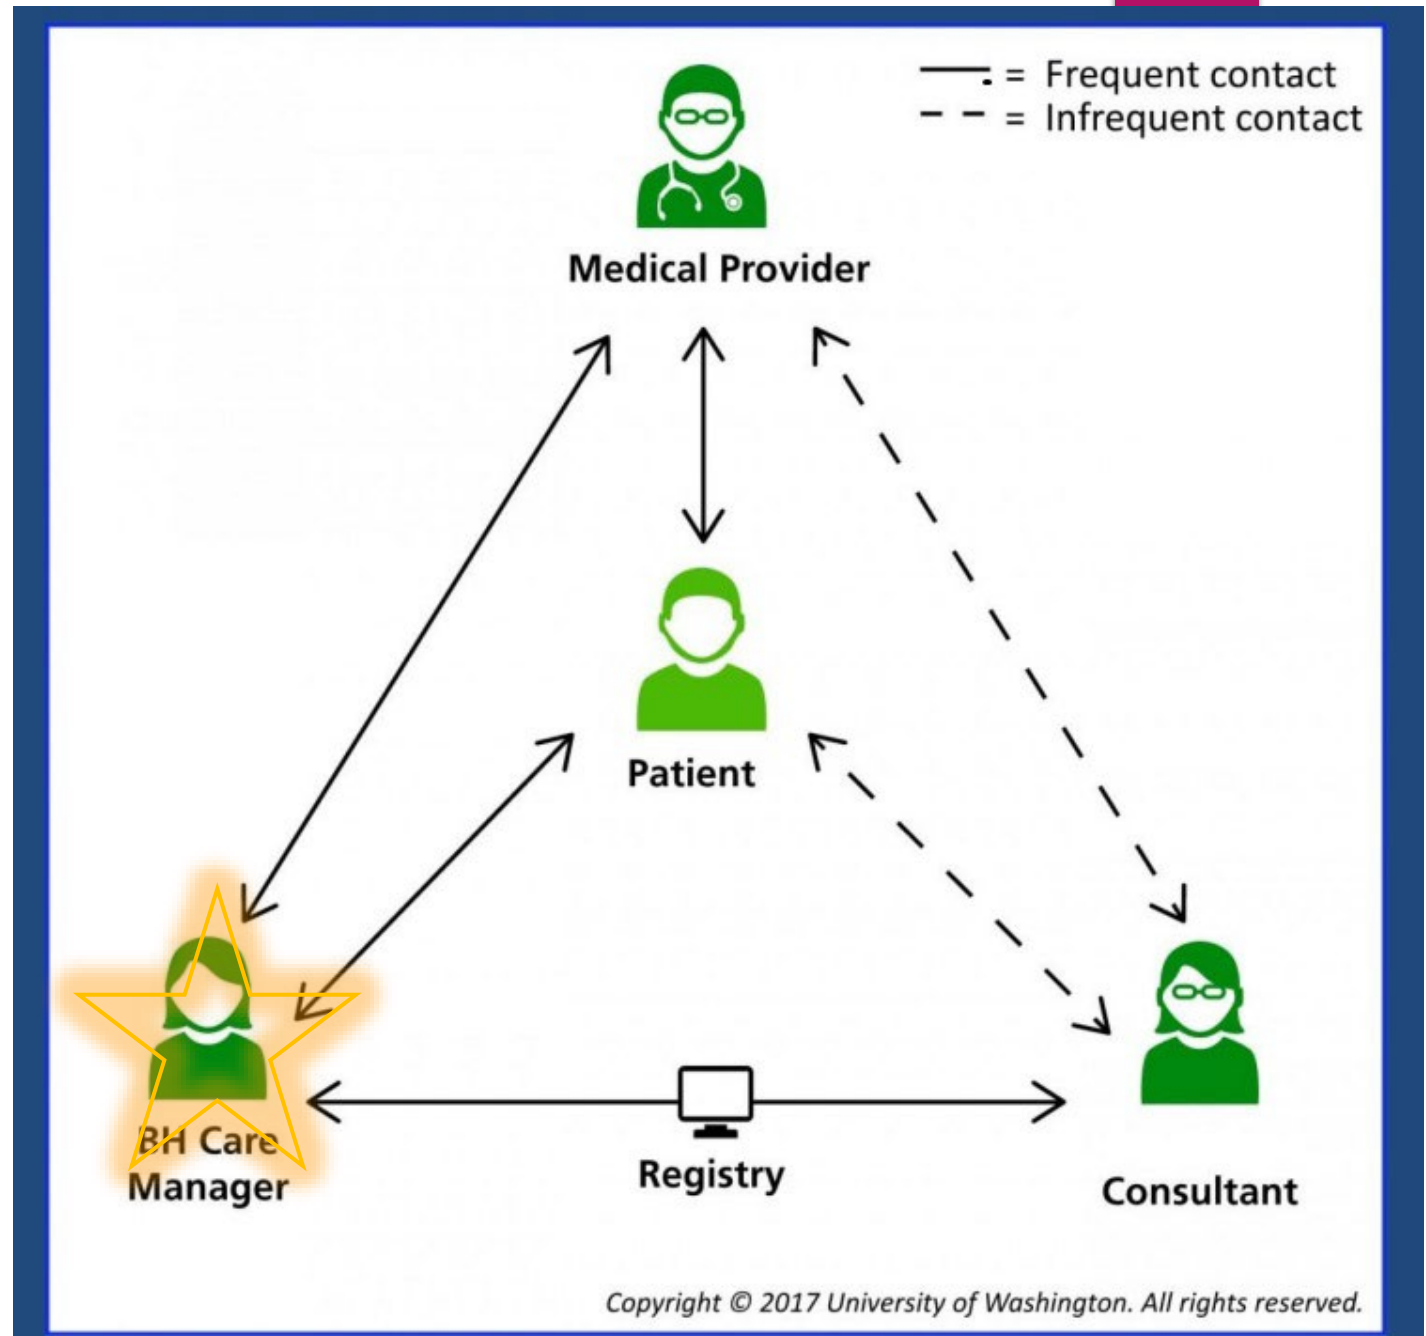 = Frequent contact
= Infrequent contact
Medical Provider
Patient
BH Care
Manager
Registry
Consultant
Copyright © 2017 University of Washington. All rights reserved.